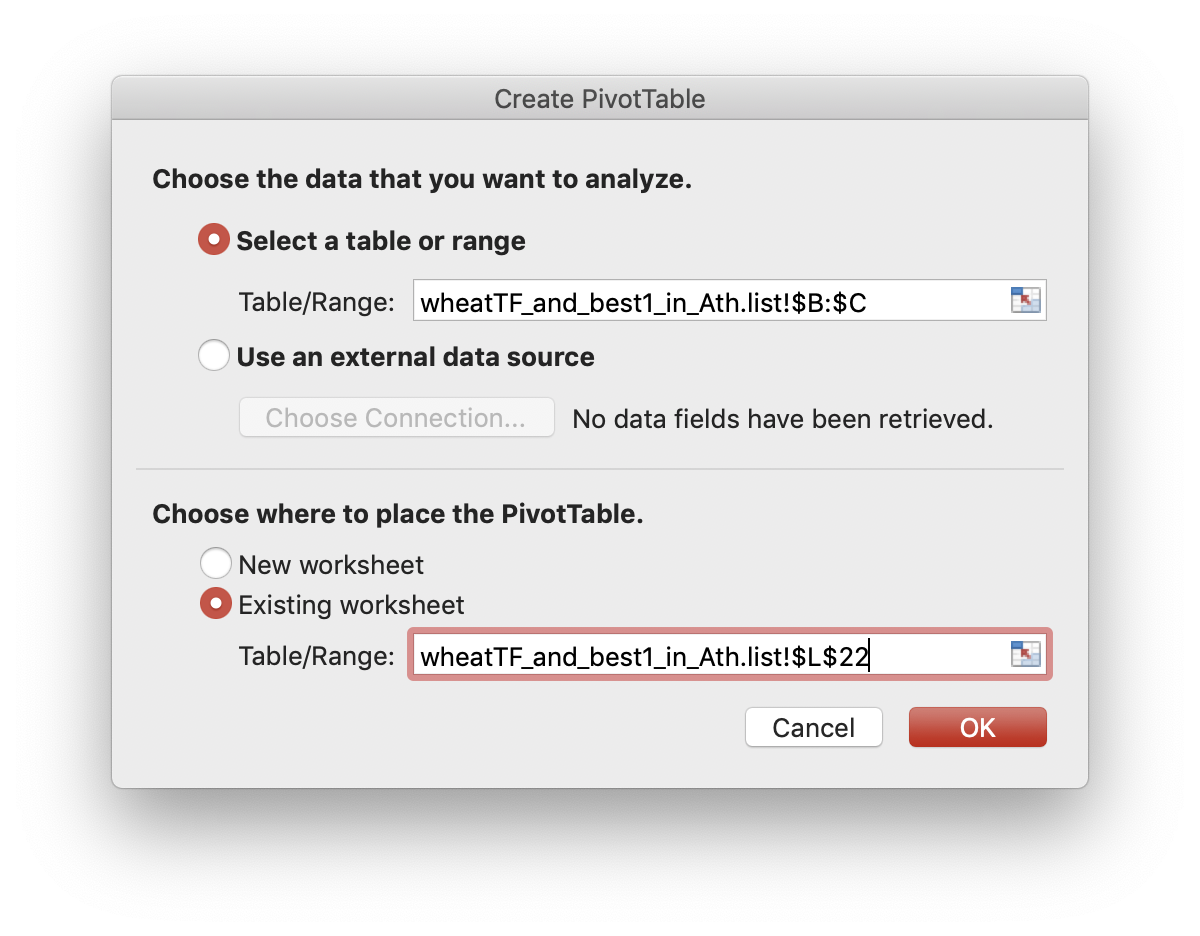 Create PivotTable
Choose the data that you want to analyze.
Select a table or range
Table/Range: wheatTF_and_best1_in_Ath.list!$B:$C
Use an external data source
Choose Connection... No data fields have been retrieved.
Choose where to place the PivotTable.
New worksheet
Existing worksheet
Table/Range: wheatTF_and_best1_in_Ath.list!$L$22
Cancel OK